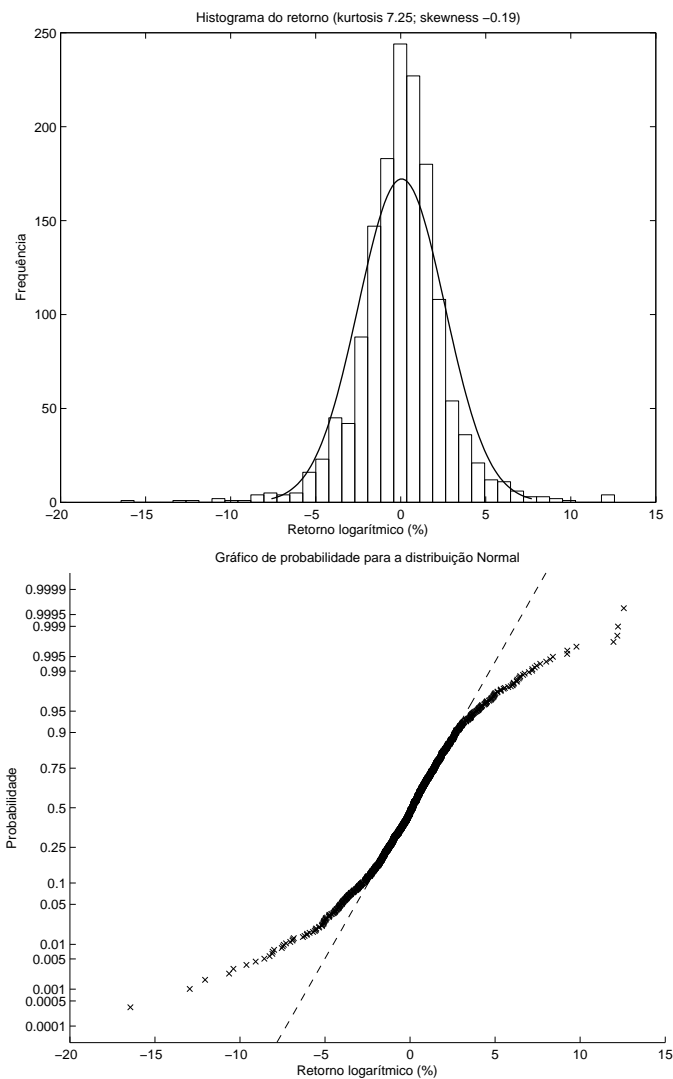 Histograma do retorno (kurtosis 7.25; skewness −0.19)
250
200
150
100
50
0
Frequência
−20 −15 −10 −5 0 5 10 15
Retorno logarítmico (%)
Gráfico de probabilidade para a distribuição Normal
0.9999
0.9995
0.999
0.995
0.99
0.95
0.9
0.75
0.5
0.25
0.1
0.05
0.01
0.005
0.001
0.0005
0.0001
Probabilidade
−20 −15 −10 −5 0 5 10 15
Retorno logarítmico (%)